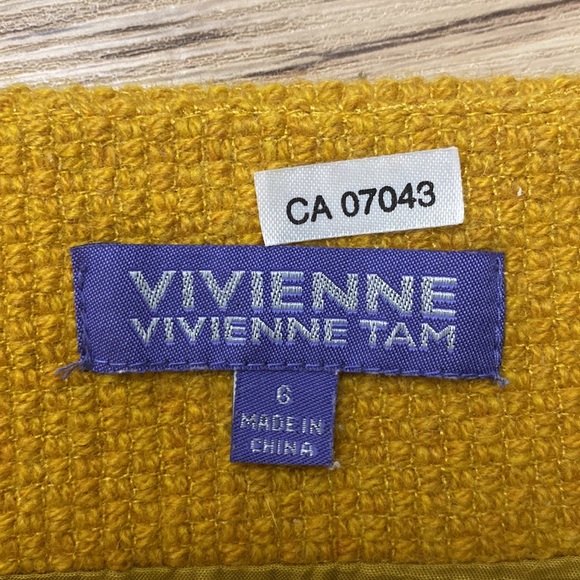 CA 07043
VIVIENNE
VIVIENNE TAM
6
MADE IN
CHINA